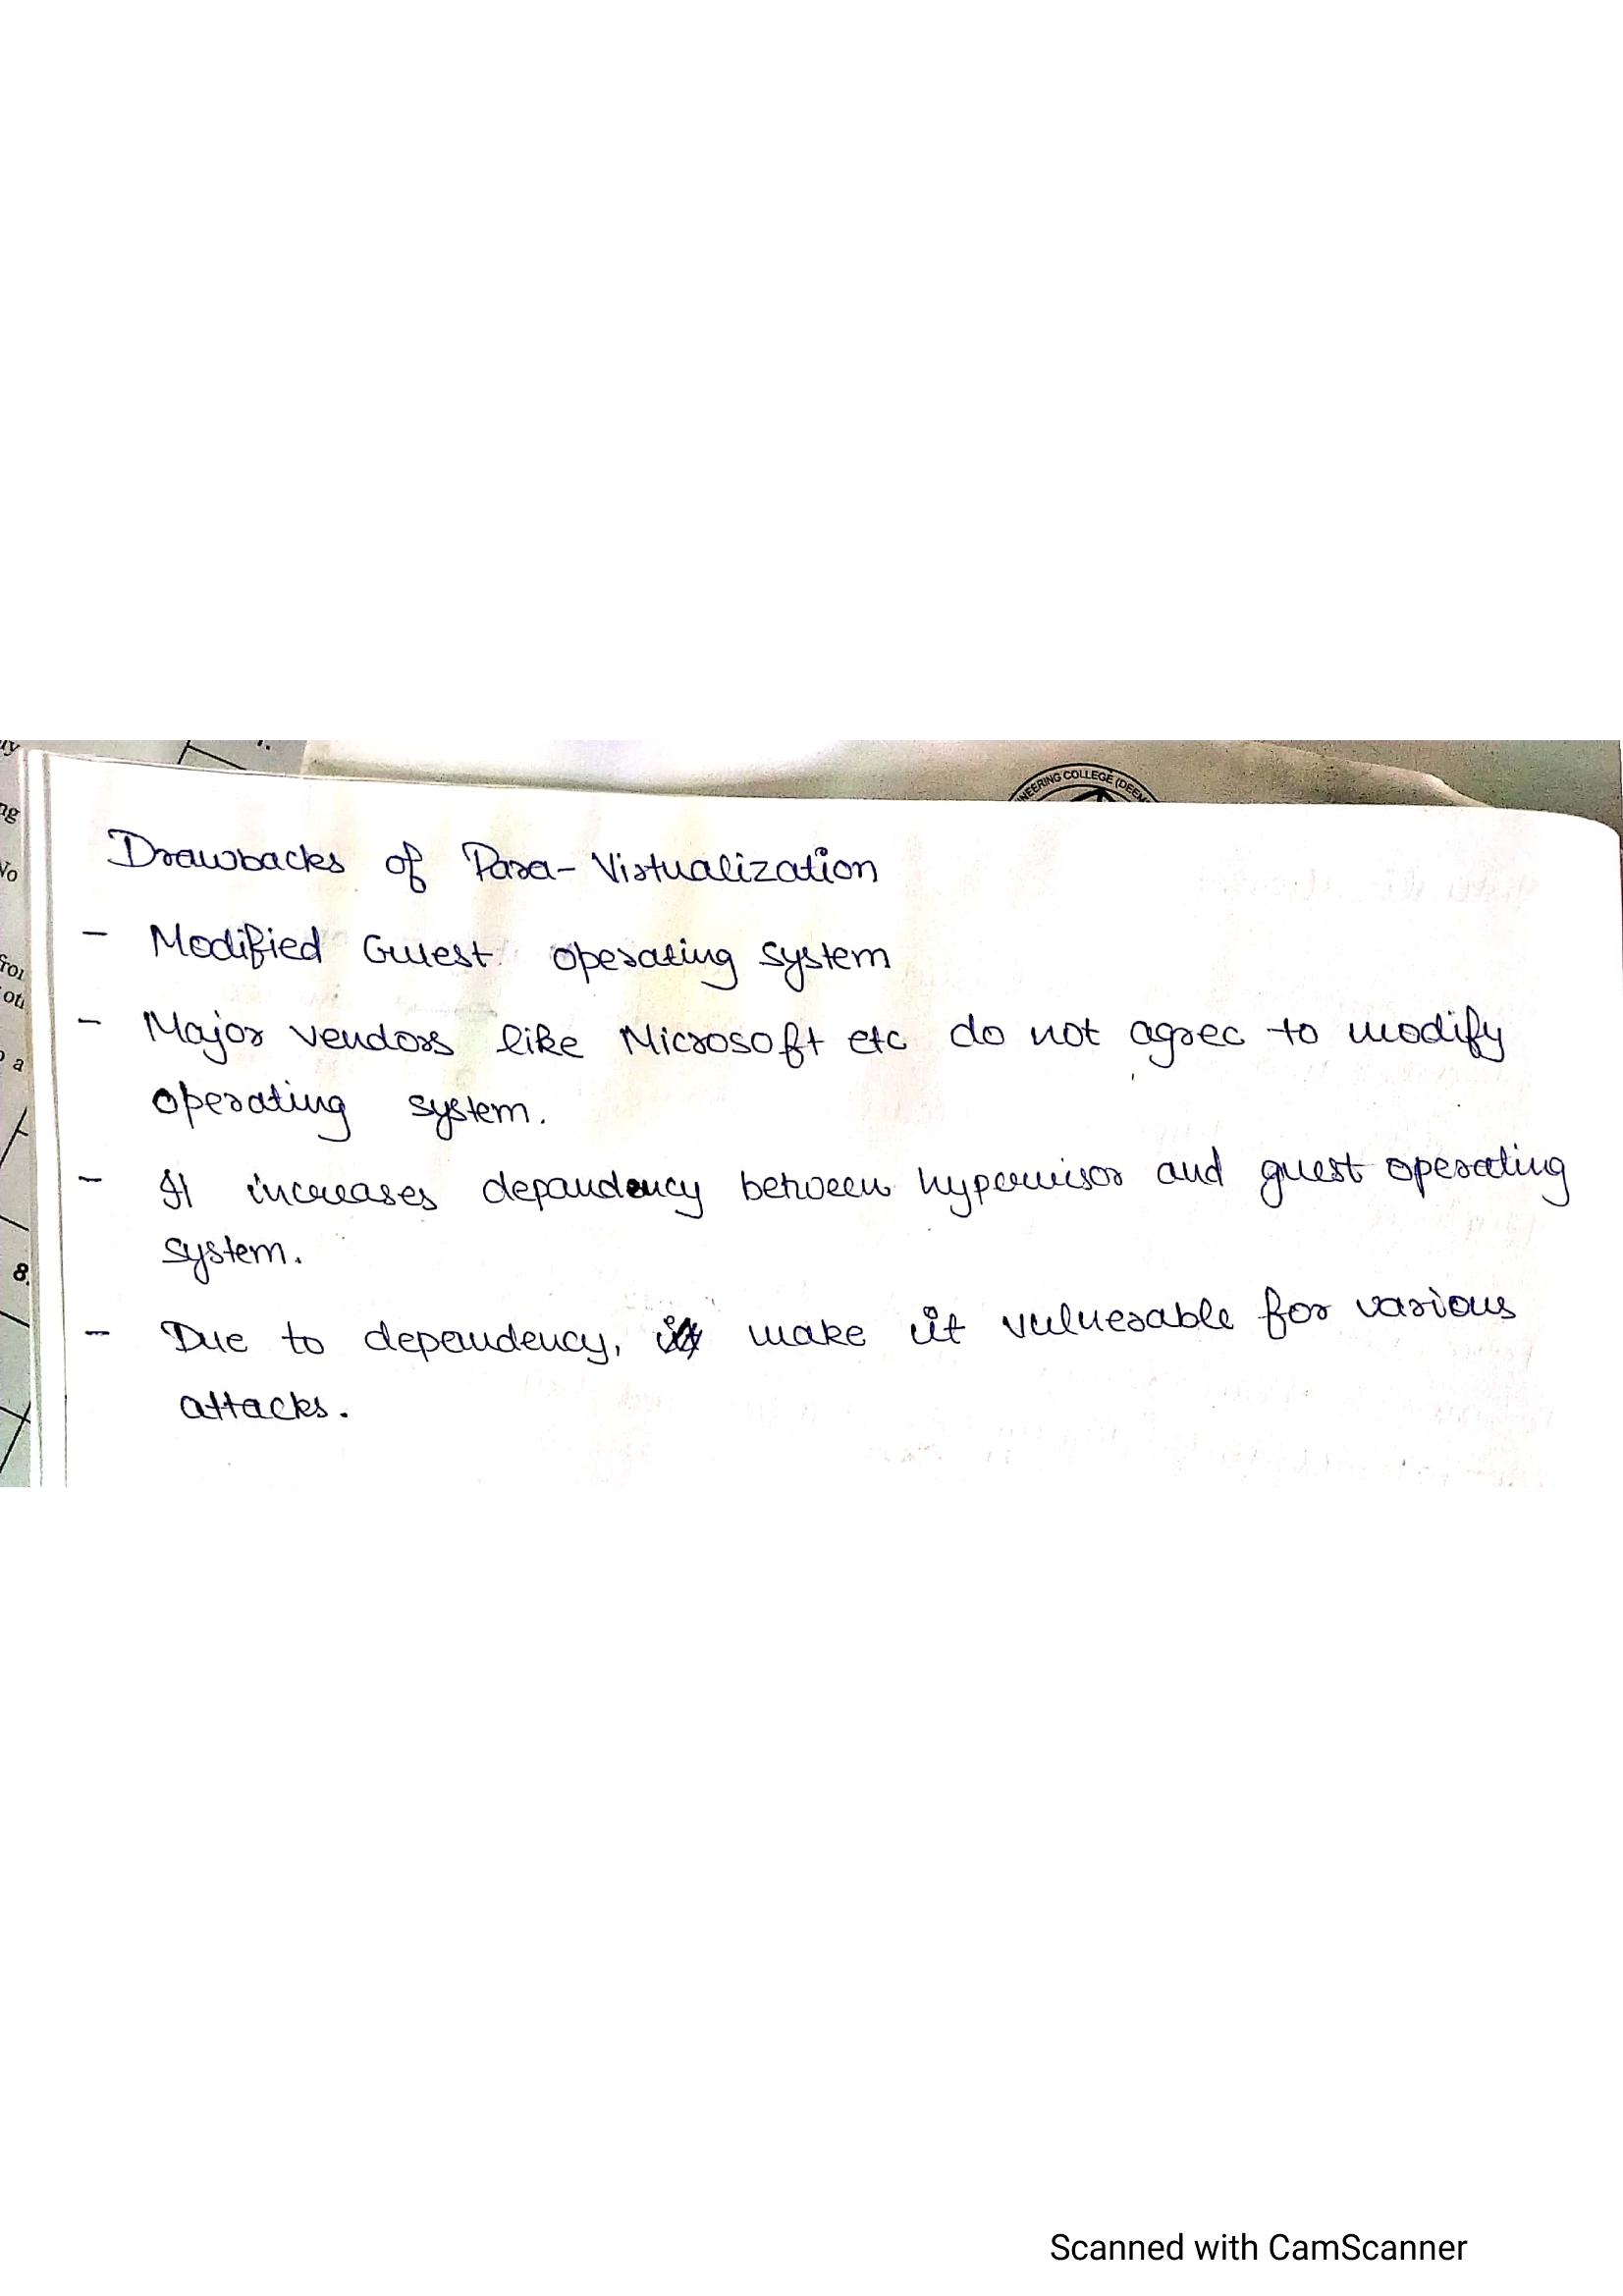 NEERING COLLEGE (DEEM
Drawbacks of Para-Virtualization
- Modified Guest operating system
- Major vendors like Microsoft etc do not agree to modify
operating system.
- It increases dependency between hypervisor and guest operating
system.
- Due to dependency, make it vulnerable for various
attacks.
8.
Scanned with CamScanner